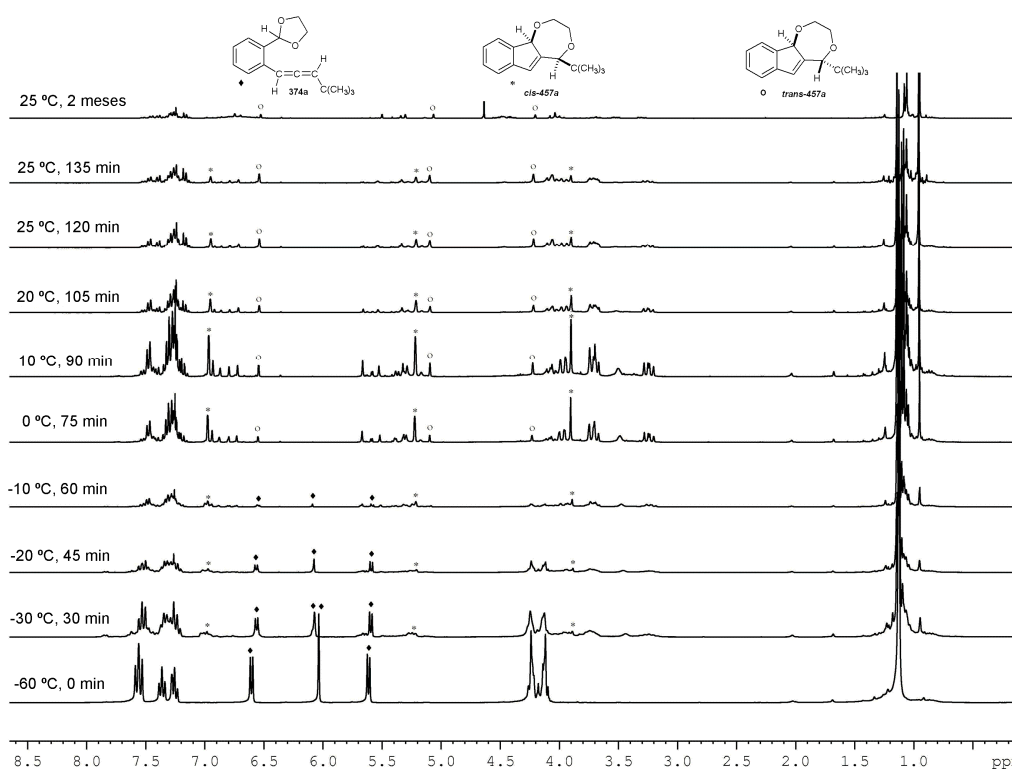 H
O
O
H
374a
H
C(CH₃)₃
♦
H
O
O
C(CH₃)₃
H
*
cis-457a
H
O
O
C(CH₃)₃
H
o
trans-457a
25 ºC, 2 meses
o o o
25 ºC, 135 min
* o * o o *
25 ºC, 120 min
* o * o o *
20 ºC, 105 min
* o * o o *
10 ºC, 90 min
* o * o o *
0 ºC, 75 min
* o * o o *
-10 ºC, 60 min
* ♦ ♦ ♦ * *
-20 ºC, 45 min
* ♦ ♦ ♦ * *
-30 ºC, 30 min
* ♦ ♦ ♦ ♦ * *
-60 ºC, 0 min
♦ ♦
8.5 8.0 7.5 7.0 6.5 6.0 5.5 5.0 4.5 4.0 3.5 3.0 2.5 2.0 1.5 1.0 pp